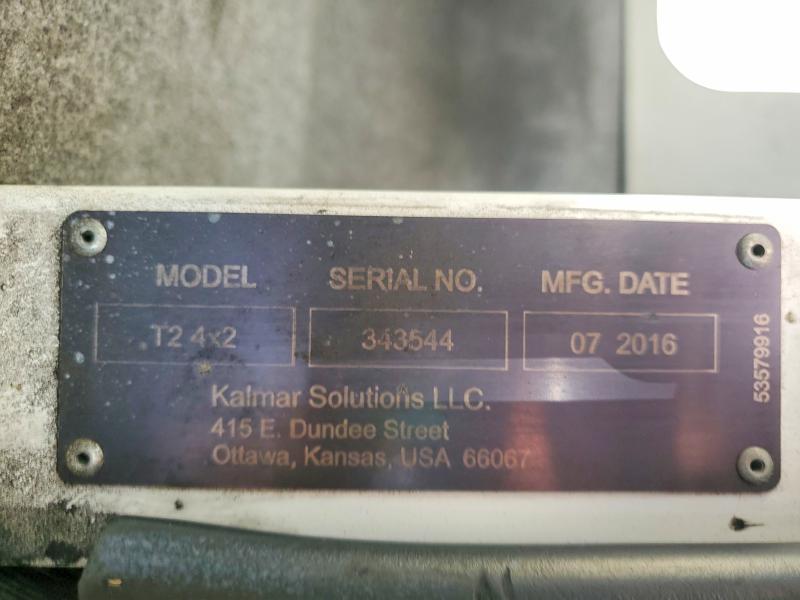 MODEL SERIAL NO. MFG. DATE
T2 4x2 343544 07 2016
Kalmar Solutions LLC.
415 E. Dundee Street
Ottawa, Kansas, USA 66067
53579916